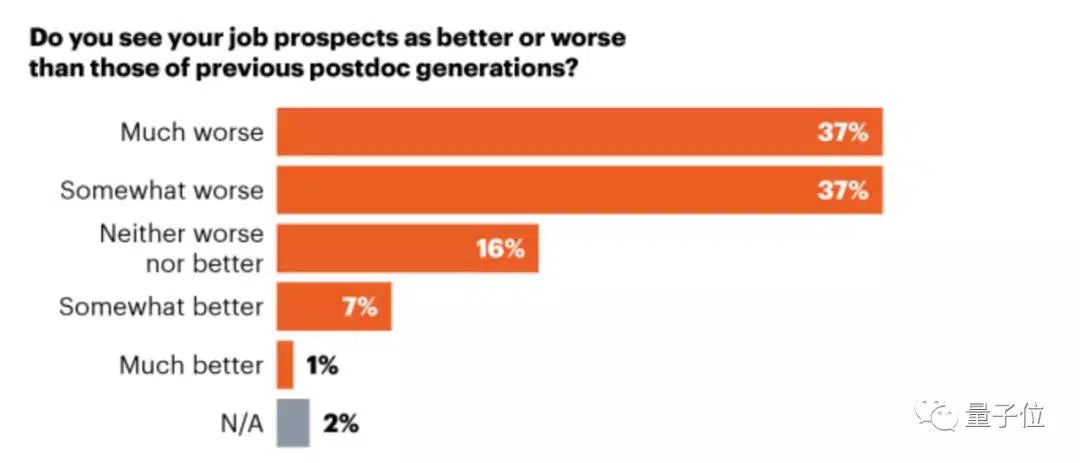 Do you see your job prospects as better or worse
than those of previous postdoc generations?
Much worse 37%
Somewhat worse 37%
Neither worse
nor better 16%
Somewhat better 7%
Much better 1%
N/A 2%
量子位